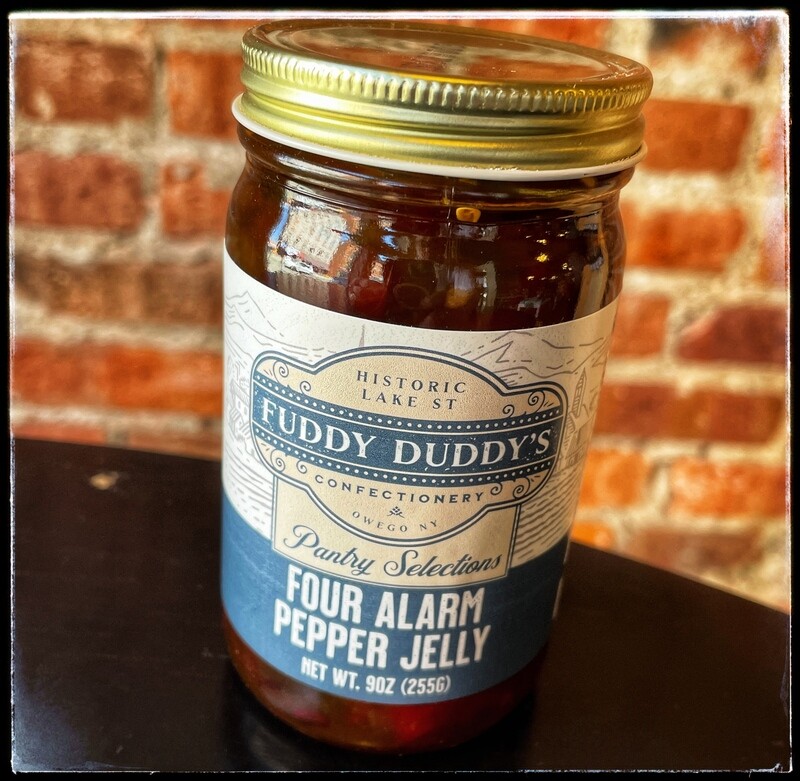 HISTORIC
LAKE ST
FUDDY DUDDY'S
CONFECTIONERY
OWEGO NY
Pantry Selections
FOUR ALARM
PEPPER JELLY
NET WT. 9OZ (255G)